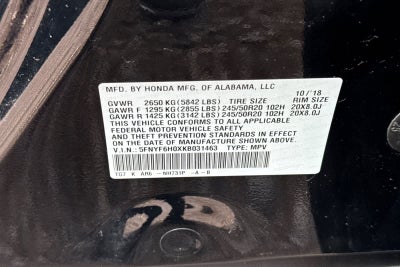 MFD. BY HONDA MFG. OF ALABAMA, LLC 10/'18
GVWR 2650 KG (5842 LBS) TIRE SIZE RIM SIZE
GAWR F 1295 KG (2855 LBS) 245/50R20 102H 20X8.0J
GAWR R 1425 KG (3142 LBS) 245/50R20 102H 20X8.0J
THIS VEHICLE CONFORMS TO ALL APPLICABLE
FEDERAL MOTOR VEHICLE SAFETY
AND THEFT PREVENTION STANDARDS IN EFFECT
ON THE DATE OF MANUFACTURE SHOWN ABOVE.
V.I.N. 5FNYF6H0XKB031463 TYPE: MPV
TG7 K AR6 -NH731P -A -B